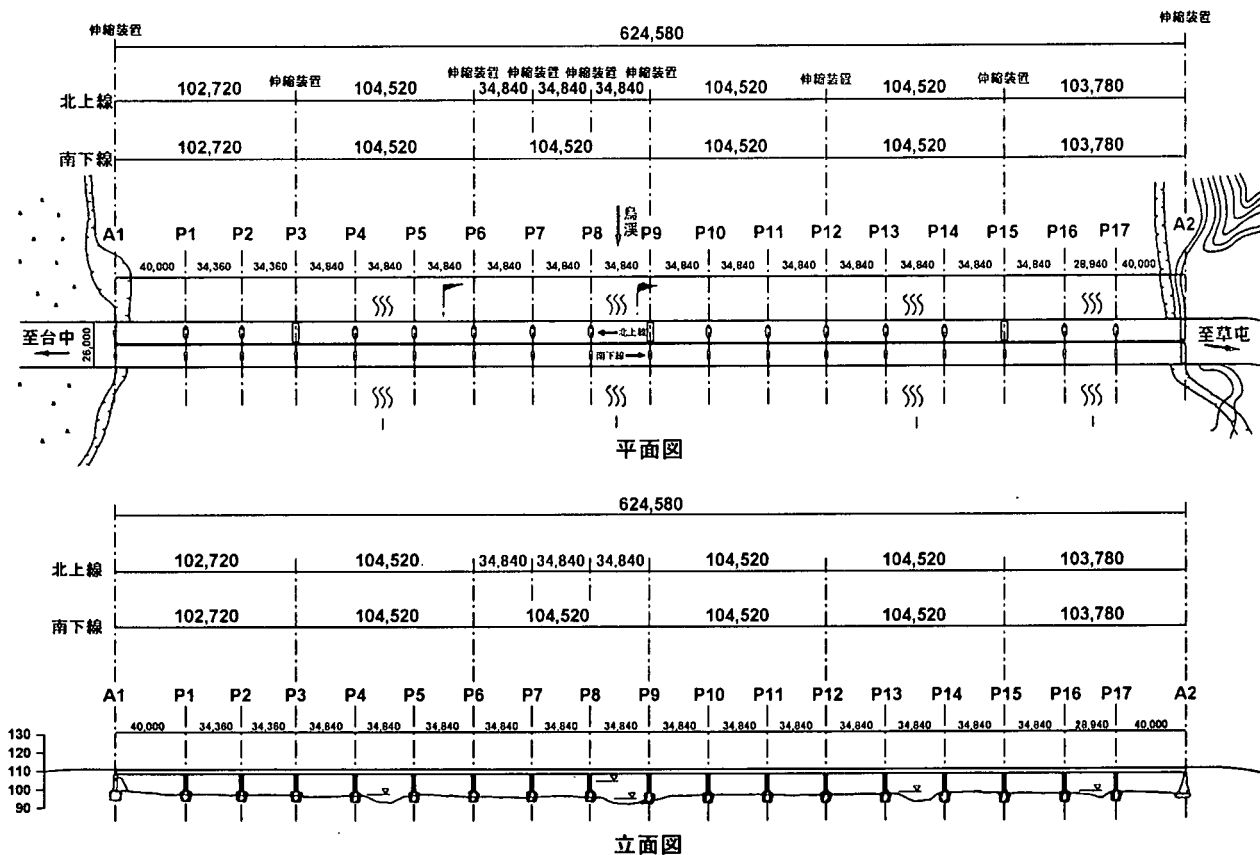 伸縮装置 伸縮装置
624,580
伸縮装置 伸縮装置 伸縮装置 伸縮装置 伸縮装置 伸縮装置 伸縮装置
北上線 102,720 104,520 34,840 34,840 34,840 104,520 104,520 103,780
南下線 102,720 104,520 104,520 104,520 104,520 103,780
烏溪
A1 P1 P2 P3 P4 P5 P6 P7 P8 P9 P10 P11 P12 P13 P14 P15 P16 P17 A2
40,000 34,360 34,360 34,840 34,840 34,840 34,840 34,840 34,840 34,840 34,840 34,840 34,840 34,840 34,840 34,840 28,940 40,000
至台中 26,000 北上線 至草屯
南下線
平面図
624,580
北上線 102,720 104,520 34,840 34,840 34,840 104,520 104,520 103,780
南下線 102,720 104,520 104,520 104,520 104,520 103,780
A1 P1 P2 P3 P4 P5 P6 P7 P8 P9 P10 P11 P12 P13 P14 P15 P16 P17 A2
40,000 34,360 34,360 34,840 34,840 34,840 34,840 34,840 34,840 34,840 34,840 34,840 34,840 34,840 34,840 34,840 28,940 40,000
130
120
110
100
90
立面図